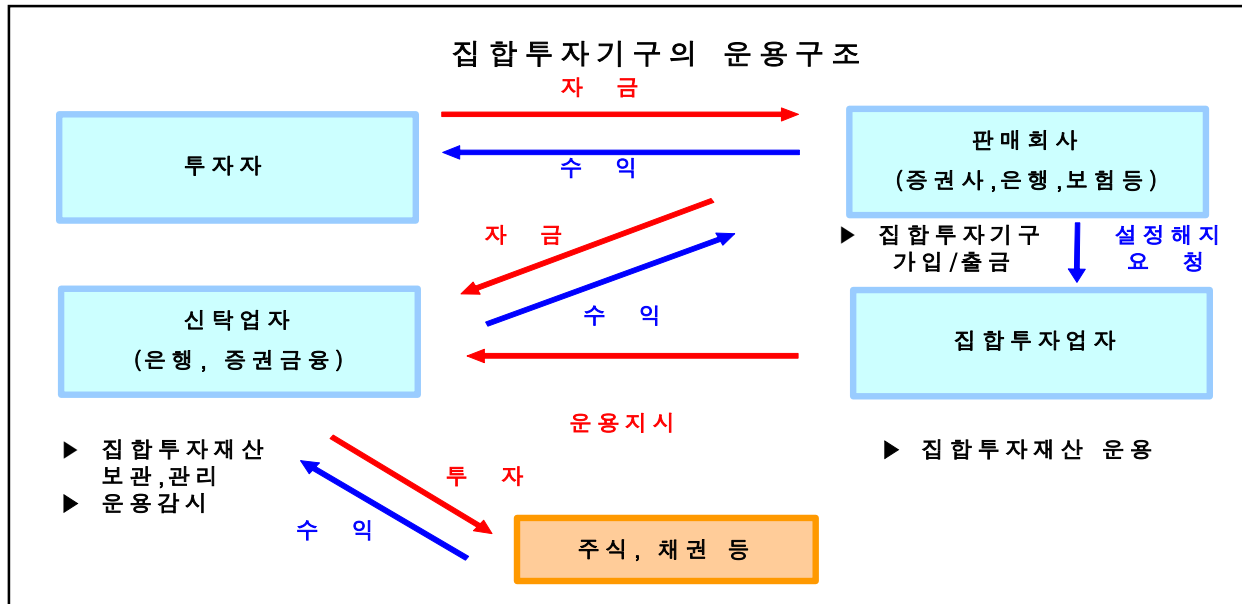 집합투자기구의 운용구조
자 금
투자자
수 익
판매회사
(증권사,은행,보험등)
자 금
▶ 집합투자기구
가입/출금
설정해지
요 청
신탁업자
(은행, 증권금융)
수 익
집합투자업자
운용지시
▶ 집합투자재산
보관,관리
▶ 운용감시
▶ 집합투자재산 운용
투 자
수 익
주식, 채권 등